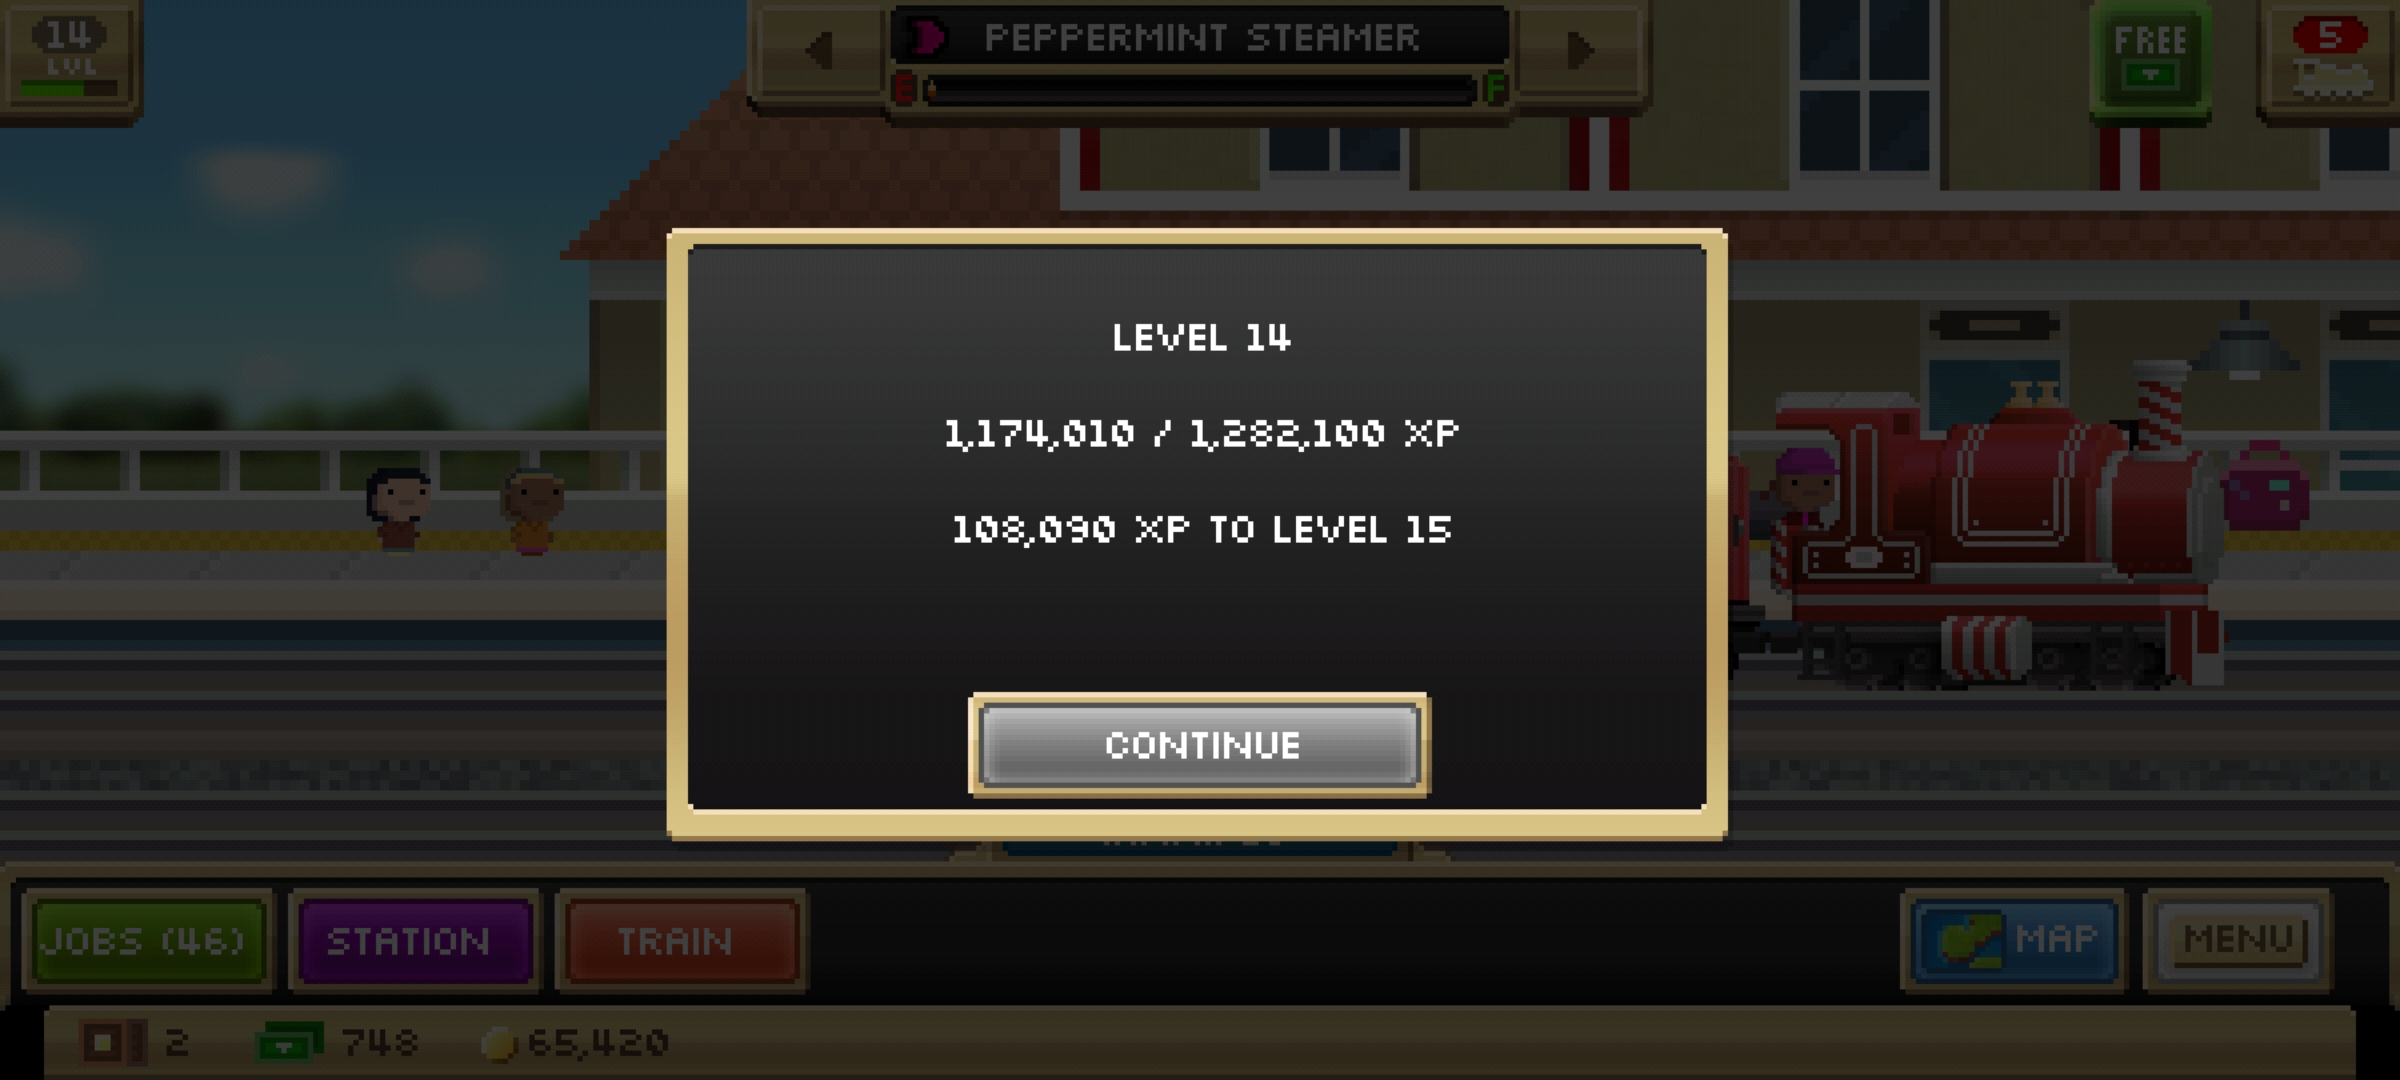 14
LVL
PEPPERMINT STEAMER
E
F
FREE
5
LEVEL 14
1,174,010 / 1,282,100 XP
108,090 XP TO LEVEL 15
CONTINUE
JOBS (46)
STATION
TRAIN
MAP
MENU
2
748
65,420